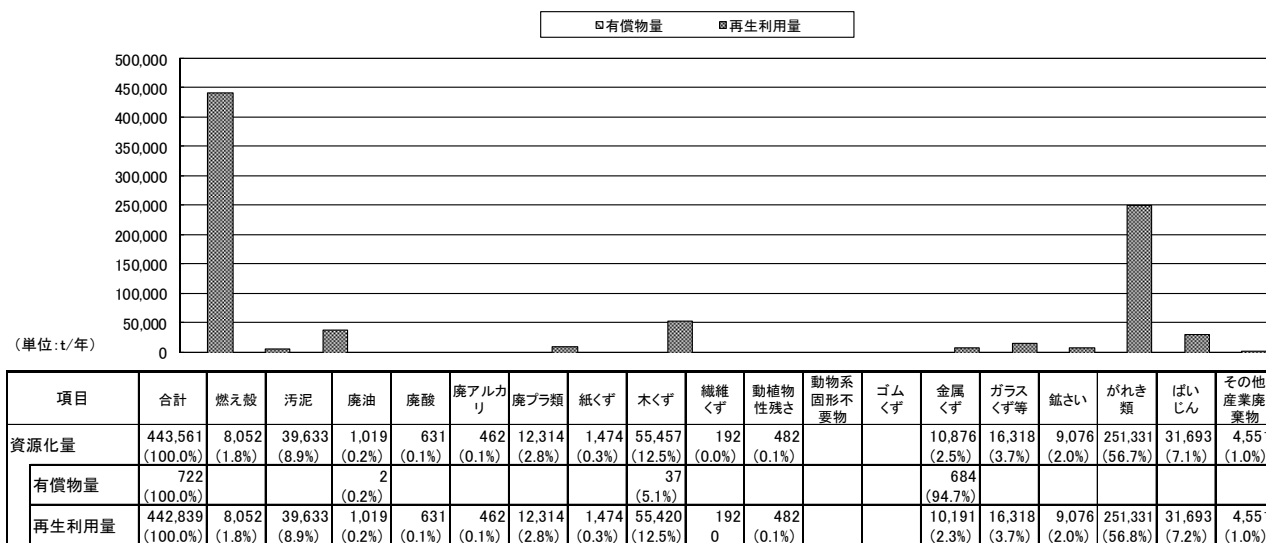 有償物量 再生利用量
500,000
450,000
400,000
350,000
300,000
250,000
200,000
150,000
100,000
50,000
0
(単位:t/年)
項目 合計 燃え殻 汚泥 廃油 廃酸 廃アルカリ 廃プラ類 紙くず 木くず 繊維くず 動植物性残さ 動物系固形不要物 ゴムくず 金属くず ガラスくず等 鉱さい がれき類 ばいじん その他産業廃棄物
資源化量 443,561 8,052 39,633 1,019 631 462 12,314 1,474 55,457 192 482 10,876 16,318 9,076 251,331 31,693 4,551
(100.0%) (1.8%) (8.9%) (0.2%) (0.1%) (0.1%) (2.8%) (0.3%) (12.5%) (0.0%) (0.1%) (2.5%) (3.7%) (2.0%) (56.7%) (7.1%) (1.0%)
有償物量 722 2 37 684
(100.0%) (0.2%) (5.1%) (94.7%)
再生利用量 442,839 8,052 39,633 1,019 631 462 12,314 1,474 55,420 192 482 10,191 16,318 9,076 251,331 31,693 4,551
(100.0%) (1.8%) (8.9%) (0.2%) (0.1%) (0.1%) (2.8%) (0.3%) (12.5%) 0 (0.1%) (2.3%) (3.7%) (2.0%) (56.8%) (7.2%) (1.0%)